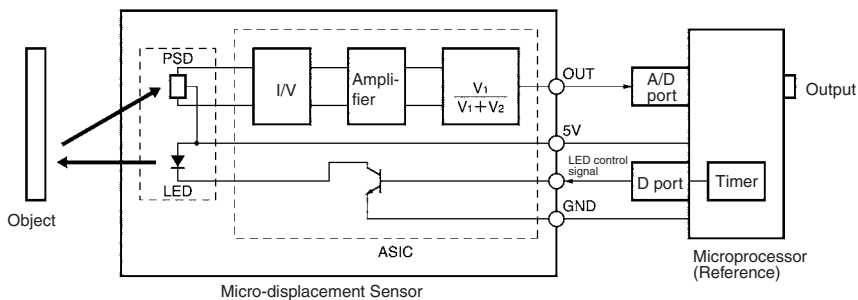 PSD
I/V
Ampli-
fier
V1
V1+V2
OUT
A/D
port
Output
5V
LED control
signal
LED
D port
Timer
Object
GND
ASIC
Microprocessor
(Reference)
Micro-displacement Sensor